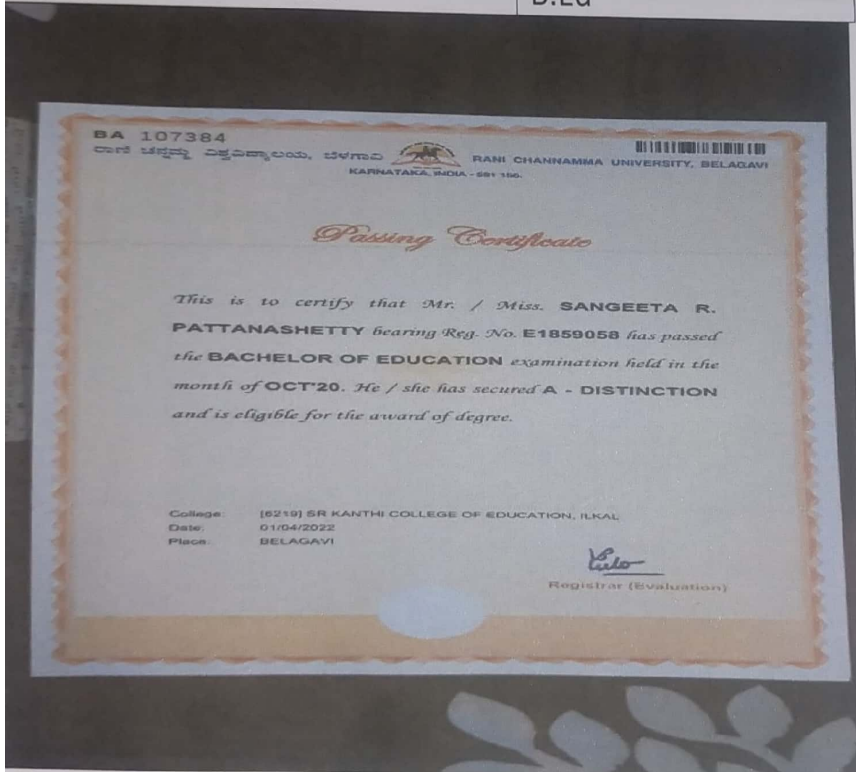 B.Ed
BA 107384
ರಾಣಿ ಚನ್ನಮ್ಮ ವಿಶ್ವವಿದ್ಯಾಲಯ, ಬೆಳಗಾವಿ RANI CHANNAMMA UNIVERSITY, BELAGAVI
KARNATAKA, INDIA - 591 156.
Passing Certificate
This is to certify that Mr. / Miss. SANGEETA R.
PATTANASHETTY bearing Reg. No. E1859058 has passed
the BACHELOR OF EDUCATION examination held in the
month of OCT'20. He / she has secured A - DISTINCTION
and is eligible for the award of degree.
College: [6219] SR KANTHI COLLEGE OF EDUCATION, ILKAL
Date: 01/04/2022
Place: BELAGAVI
Registrar (Evaluation)